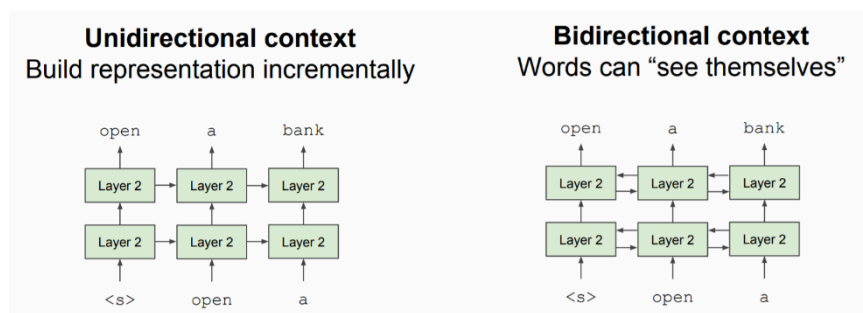 Unidirectional context
Build representation incrementally
open a bank
Layer 2 Layer 2 Layer 2
Layer 2 Layer 2 Layer 2
<s> open a
Bidirectional context
Words can “see themselves”
open a bank
Layer 2 Layer 2 Layer 2
Layer 2 Layer 2 Layer 2
<s> open a